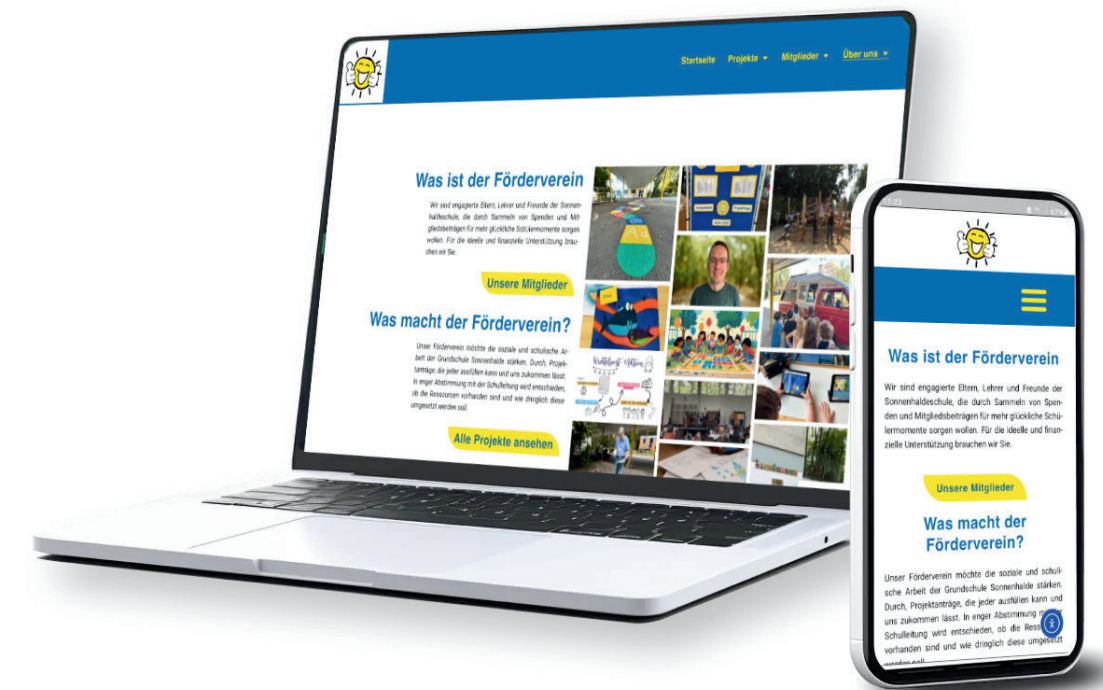 Startseite Projekte Mitglieder Über uns
Was ist der Förderverein
Wir sind engagierte Eltern, Lehrer und Freunde der Sonnen-
haldeschule, die durch Sammeln von Spenden und Mit-
gliedsbeiträgen für mehr glückliche Schülermomente sorgen
wollen. Für die ideelle und finanzielle Unterstützung brau-
chen wir Sie.
Unsere Mitglieder
Was macht der Förderverein?
Unser Förderverein möchte die soziale und schulische Ar-
beit der Grundschule Sonnenhalde stärken. Durch, Projek-
tanträge, die jeder ausfüllen kann und uns zukommen lässt.
In enger Abstimmung mit der Schulleitung wird entschieden,
ob die Ressourcen vorhanden sind und wie dringlich diese
umgesetzt werden soll.
Alle Projekte ansehen
17:23
67%
Was ist der Förderverein
Wir sind engagierte Eltern, Lehrer und Freunde der
Sonnenhaldeschule, die durch Sammeln von Spen-
den und Mitgliedsbeiträgen für mehr glückliche Schü-
lermomente sorgen wollen. Für die ideelle und finan-
zielle Unterstützung brauchen wir Sie.
Unsere Mitglieder
Was macht der
Förderverein?
Unser Förderverein möchte die soziale und schuli-
sche Arbeit der Grundschule Sonnenhalde stärken.
Durch, Projektanträge, die jeder ausfüllen kann und
uns zukommen lässt. In enger Abstimmung mit der
Schulleitung wird entschieden, ob die Ress
vorhanden sind und wie dringlich diese umgesetzt
werden soll.